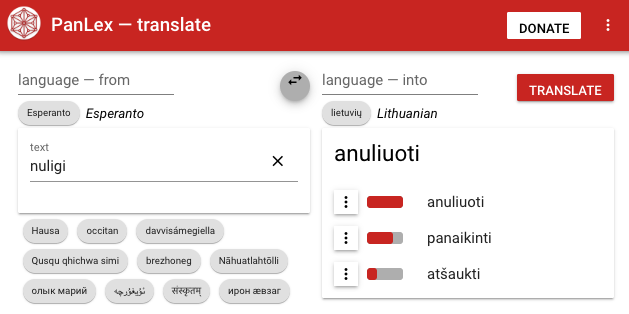 PanLex — translate
DONATE
language — from
language — into
TRANSLATE
Esperanto Esperanto
lietuvių Lithuanian
text
nuligi
anuliuoti
anuliuoti
panaikinti
atšaukti
Hausa occitan davvisámegiella
Qusqu qhichwa simi brezhoneg Nāhuatlahtōlli
олык марий ئۇيغۇرچە संस्कृतम् ирон æвзаг